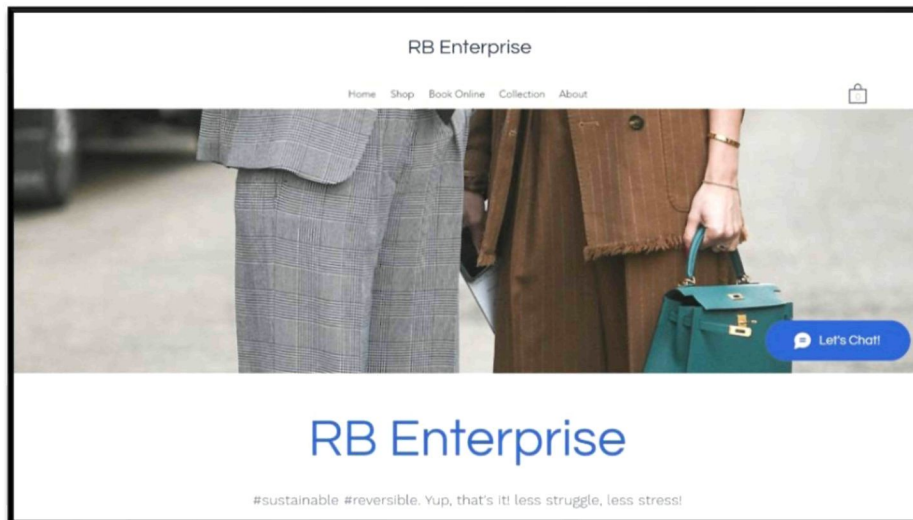 RB Enterprise
Home Shop Book Online Collection About
Let's Chat!
RB Enterprise
#sustainable #reversible. Yup, that's it! less struggle, less stress!